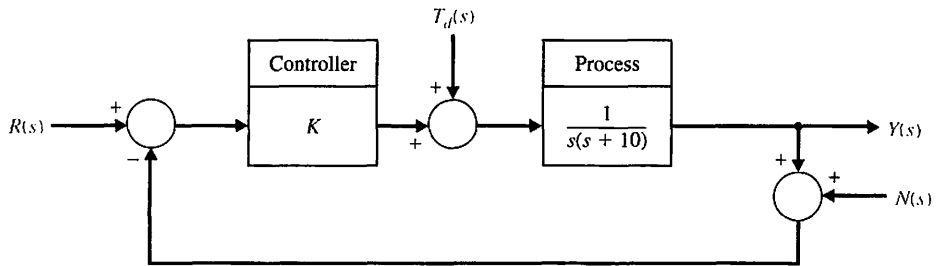 T_d(s)
Controller
Process
+
+
R(s)
K
+
1
s(s + 10)
Y(s)
−
+
+
N(s)